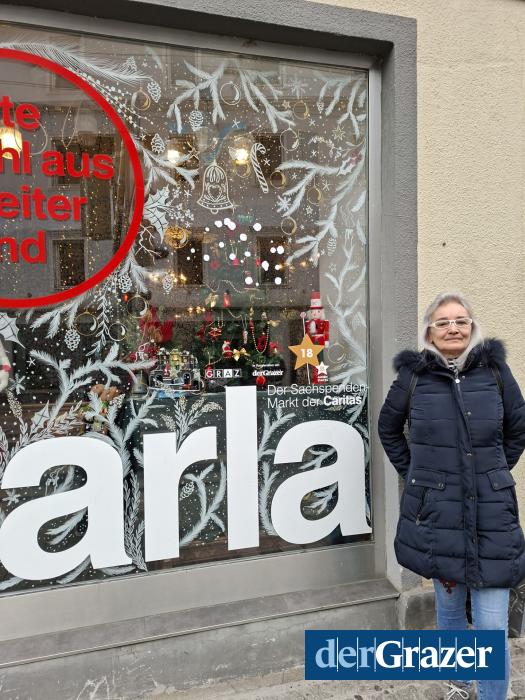 te
hl aus
eiter
nd
18
GRAZ
derGrazer
Der Sachspenden
Markt der Caritas
arla
derGrazer